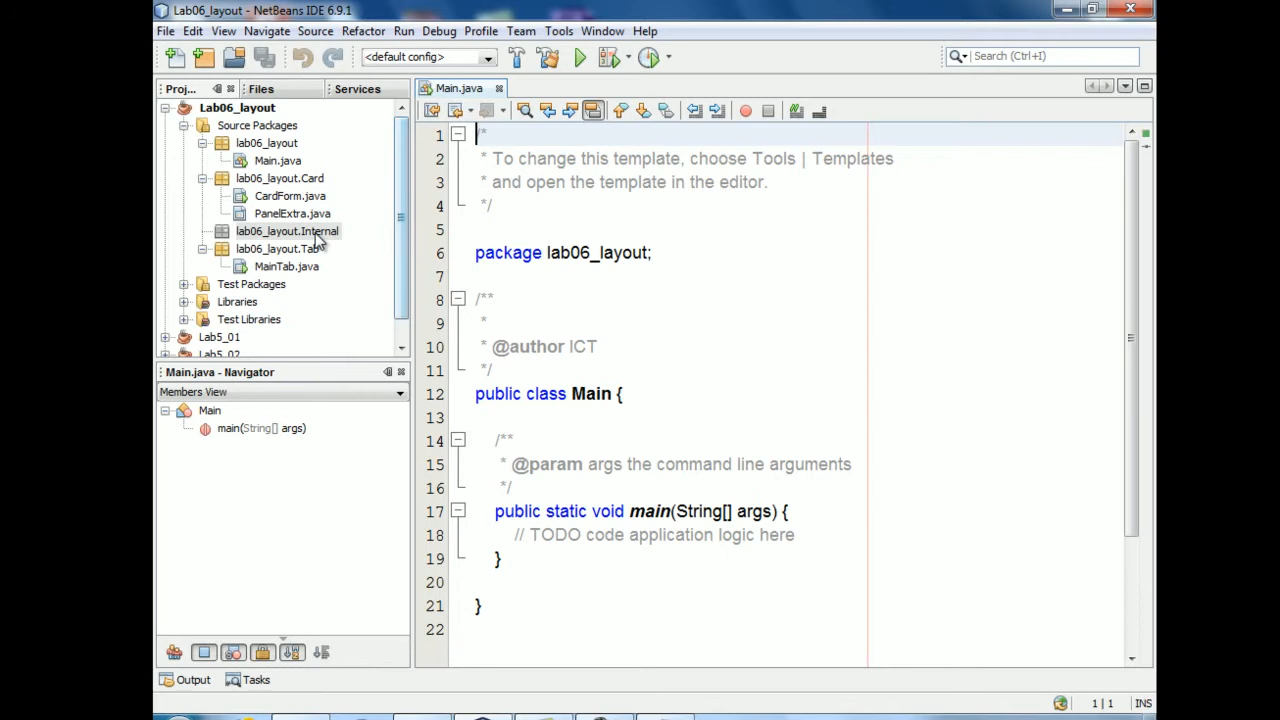 Lab06_layout - NetBeans IDE 6.9.1
File Edit View Navigate Source Refactor Run Debug Profile Team Tools Window Help
<default config>
Search (Ctrl+I)
Proj... Files Services
Lab06_layout
Source Packages
lab06_layout
Main.java
lab06_layout.Card
CardForm.java
PanelExtra.java
lab06_layout.Internal
lab06_layout.Tab
MainTab.java
Test Packages
Libraries
Test Libraries
Lab5_01
Lab5_02
Main.java - Navigator
Members View
Main
main(String[] args)
Main.java
1 /*
2 * To change this template, choose Tools | Templates
3 * and open the template in the editor.
4 */
5
6 package lab06_layout;
7
8 /**
9 *
10 * @author ICT
11 */
12 public class Main {
13
14 /**
15 * @param args the command line arguments
16 */
17 public static void main(String[] args) {
18 // TODO code application logic here
19 }
20
21 }
22
Output Tasks
1 | 1 INS